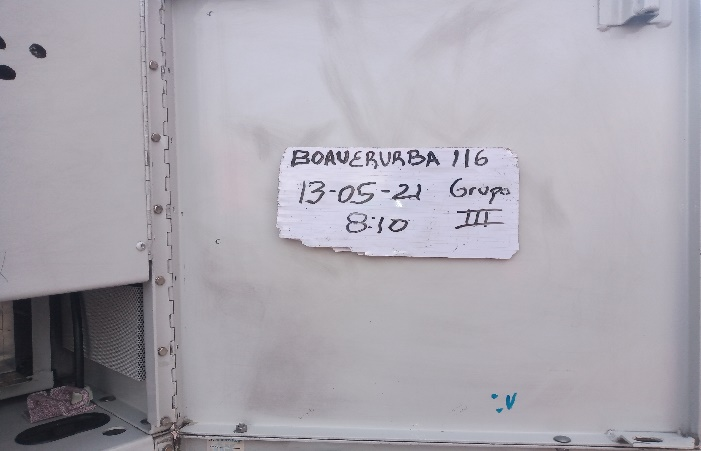 BOAVERURBA 116
13-05-21 Grupo
8:10 III
:V